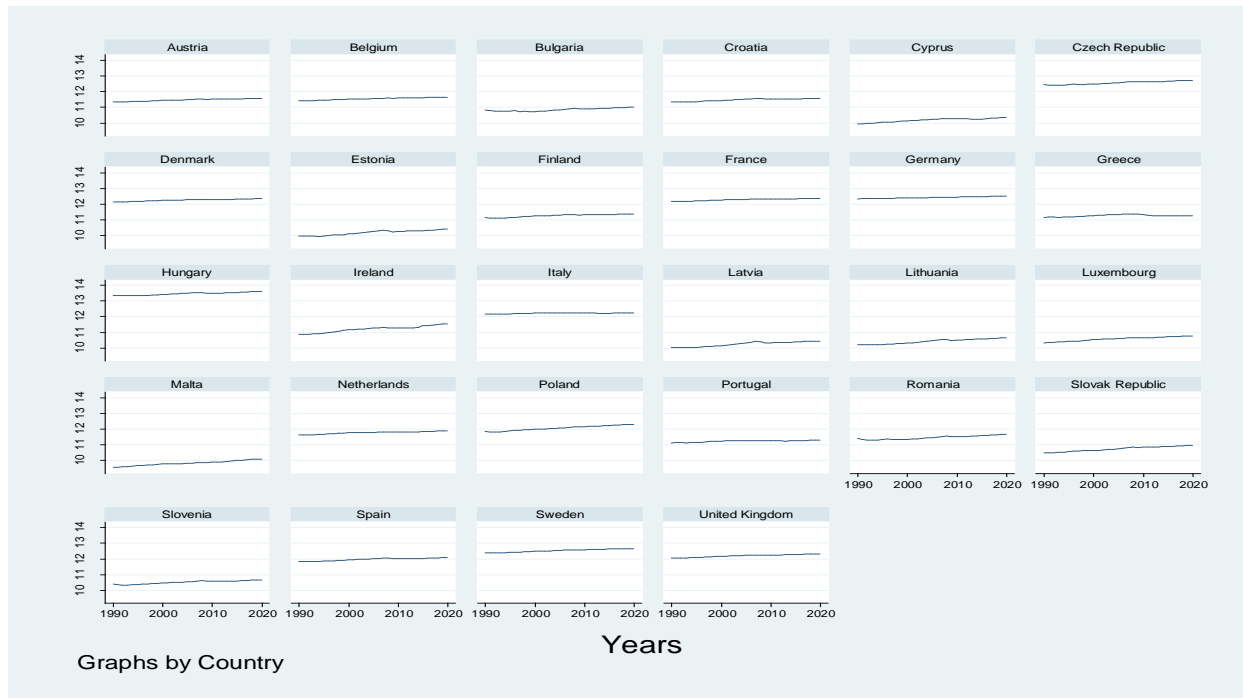 Austria Belgium Bulgaria Croatia Cyprus Czech Republic
10 11 12 13 14
Denmark Estonia Finland France Germany Greece
10 11 12 13 14
Hungary Ireland Italy Latvia Lithuania Luxembourg
10 11 12 13 14
Malta Netherlands Poland Portugal Romania Slovak Republic
10 11 12 13 14
1990 2000 2010 2020 1990 2000 2010 2020
Slovenia Spain Sweden United Kingdom
10 11 12 13 14
1990 2000 2010 2020 1990 2000 2010 2020 1990 2000 2010 2020 1990 2000 2010 2020
Years
Graphs by Country